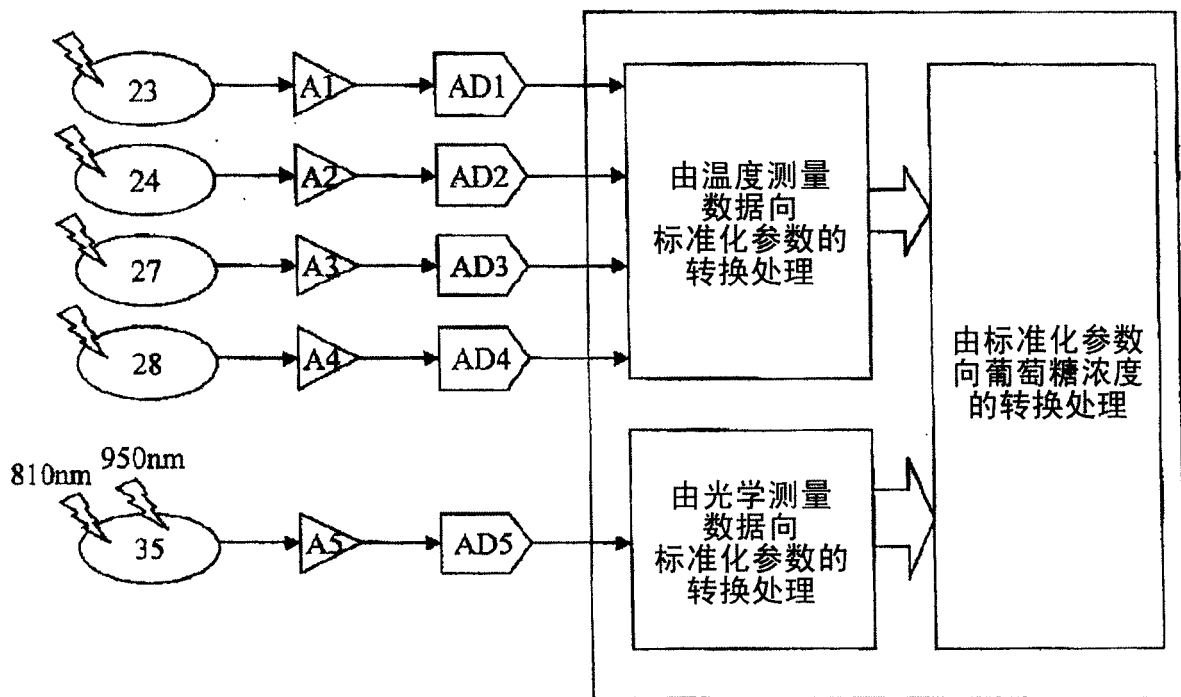 23
A1
AD1
24
A2
AD2
27
A3
AD3
28
A4
AD4
由温度测量
数据向
标准化参数的
转换处理
由标准化参数
向葡萄糖浓度
的转换处理
810nm
950nm
35
A5
AD5
由光学测量
数据向
标准化参数的
转换处理